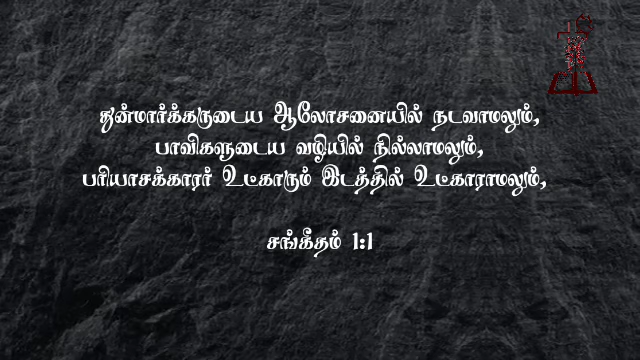 துன்மார்க்கருடைய ஆலோசனையில் நடவாமலும்,
பாவிகளுடைய வழியில் நில்லாமலும்,
பரியாசக்காரர் உட்காரும் இடத்தில் உட்காராமலும்,
சங்கீதம் 1:1